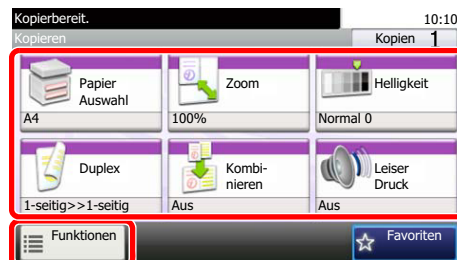 Kopierbereit.
10:10
Kopieren
Kopien 1
Papier
Auswahl
A4
Zoom
100%
Helligkeit
Normal 0
Duplex
1-seitig>>1-seitig
Kombi-
nieren
Aus
Leiser
Druck
Aus
Funktionen
Favoriten